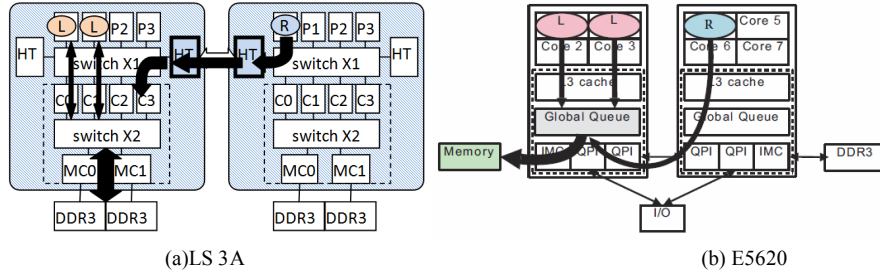 L L P2 P3
R P1 P2 P3
HT switch X1 HT HT switch X1 HT
C0 C1 C2 C3
C0 C1 C2 C3
switch X2
switch X2
MC0 MC1
MC0 MC1
DDR3 DDR3
DDR3 DDR3
(a)LS 3A
L L
R Core 5
Core 2 Core 3
Core 6 Core 7
L3 cache
L3 cache
Global Queue
Global Queue
Memory
IMC QPI QPI
QPI QPI IMC
DDR3
I/O
(b) E5620